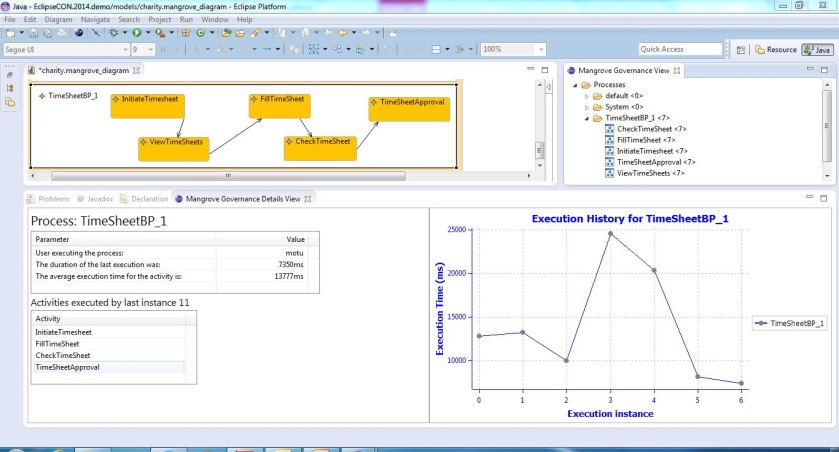 Java - EclipseCON.2014.demo/models/charity.mangrove_diagram - Eclipse Platform
File Edit Diagram Navigate Search Project Run Window Help
Segoe UI 9 B I A 100% Quick Access Resource Java
*charity.mangrove_diagram
TimeSheetBP_1
InitiateTimesheet
FillTimeSheet
TimeSheetApproval
ViewTimeSheets
CheckTimeSheet
Mangrove Governance View
Processes
default <0>
System <0>
TimeSheetBP_1 <7>
CheckTimeSheet <7>
FillTimeSheet <7>
InitiateTimesheet <7>
TimeSheetApproval <7>
ViewTimeSheets <7>
Problems Javadoc Declaration Mangrove Governance Details View
Process: TimeSheetBP_1
Parameter Value
User executing the process: motu
The duration of the last execution was: 7350ms
The average execution time for the activity is: 13777ms
Activities executed by last instance 11
Activity
InitiateTimesheet
FillTimeSheet
CheckTimeSheet
TimeSheetApproval
Execution History for TimeSheetBP_1
Execution Time (ms)
25000
20000
15000
10000
0 1 2 3 4 5 6
Execution instance
TimeSheetBP_1